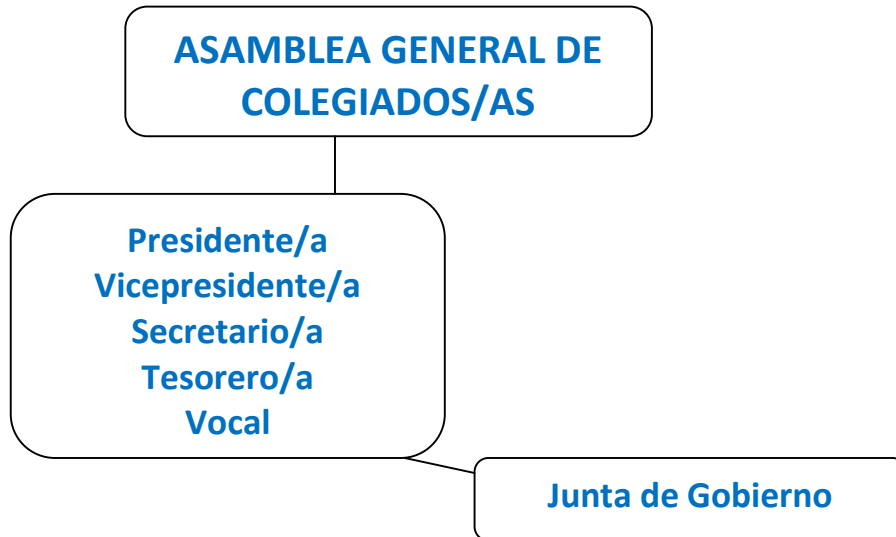 ASAMBLEA GENERAL DE
COLEGIADOS/AS
Presidente/a
Vicepresidente/a
Secretario/a
Tesorero/a
Vocal
Junta de Gobierno